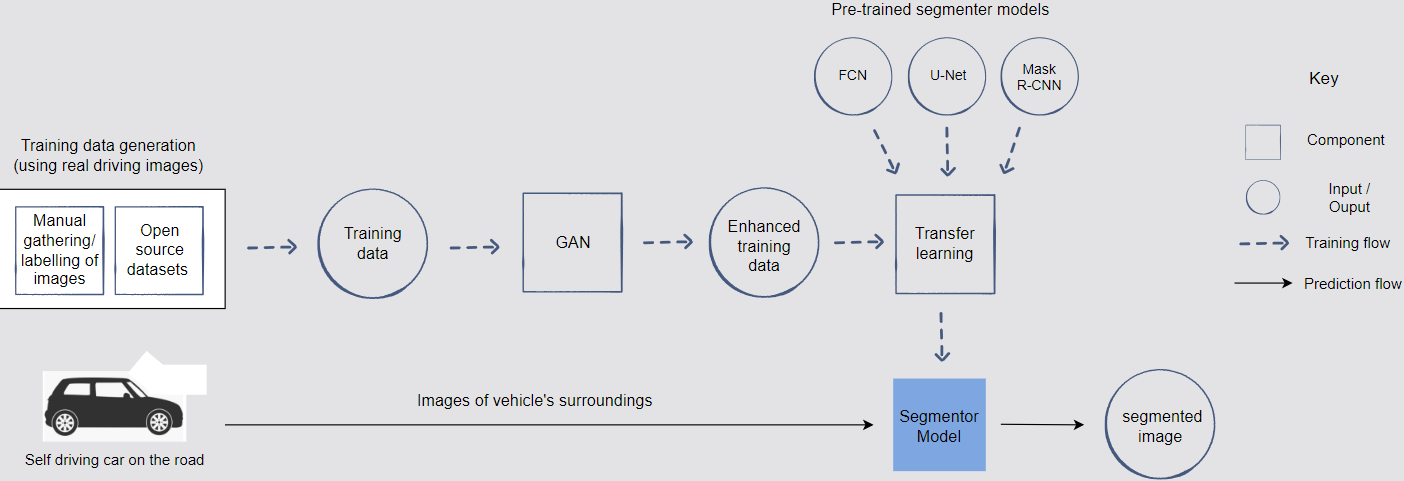 Pre-trained segmenter models
FCN
U-Net
Mask
R-CNN
Key
Component
Input /
Ouput
Training flow
Prediction flow
Training data generation
(using real driving images)
Manual
gathering/
labelling of
images
Open
source
datasets
Training
data
GAN
Enhanced
training
data
Transfer
learning
Images of vehicle's surroundings
Segmentor
Model
segmented
image
Self driving car on the road